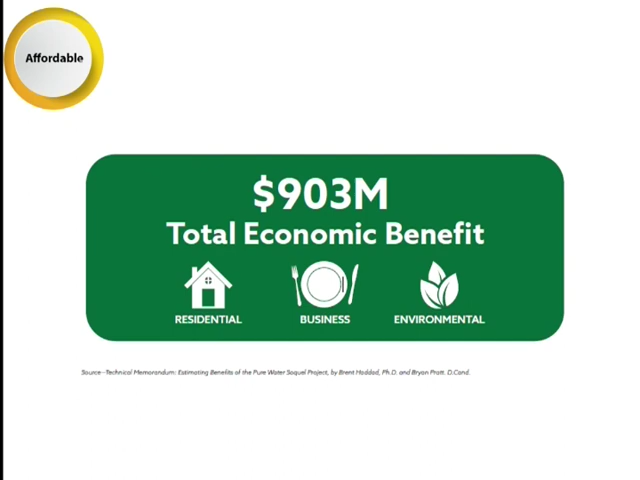 Affordable
$903M
Total Economic Benefit
RESIDENTIAL BUSINESS ENVIRONMENTAL
Source--Technical Memorandum: Estimating Benefits of the Pure Water Soquel Project, by Brent Haddad, Ph.D. and Bryan Pratt. D.Cand.